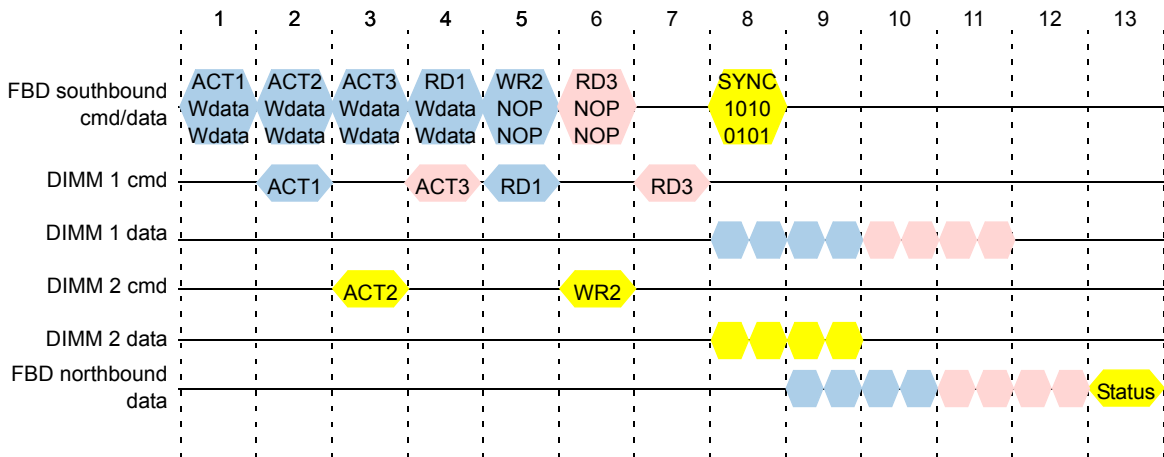 1 2 3 4 5 6 7 8 9 10 11 12 13
FBD southbound
cmd/data
ACT1 ACT2 ACT3 RD1 WR2 RD3 SYNC
Wdata Wdata Wdata Wdata NOP NOP 1010
Wdata Wdata Wdata Wdata NOP NOP 0101
DIMM 1 cmd ACT1 ACT3 RD1 RD3
DIMM 1 data
DIMM 2 cmd ACT2 WR2
DIMM 2 data
FBD northbound
data
Status